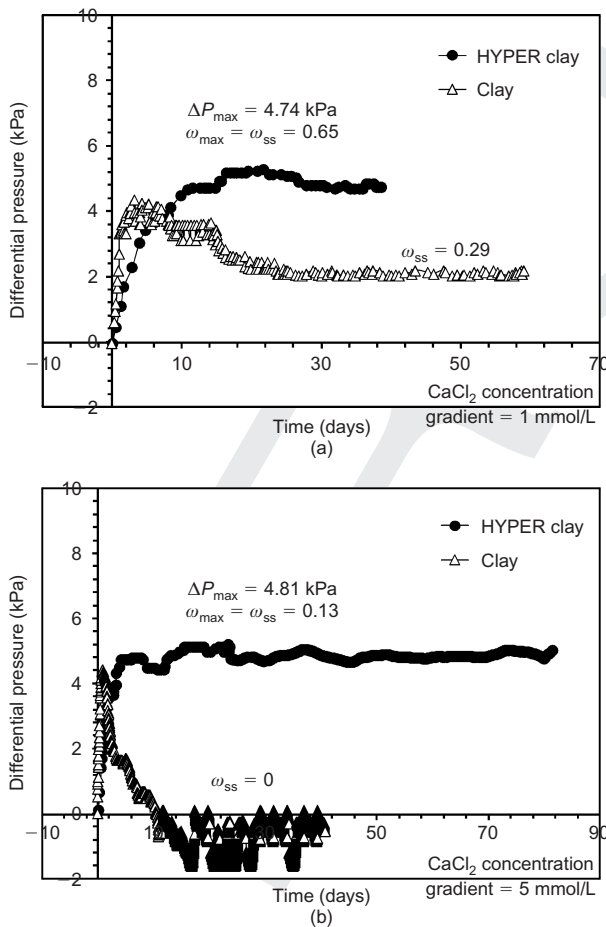 10
8
6
4
2
0
−2
Differential pressure (kPa)
HYPER clay
Clay
ΔPmax = 4.74 kPa
ωmax = ωss = 0.65
ωss = 0.29
−10 10 30 50 70
CaCl2 concentration
gradient = 1 mmol/L
Time (days)
(a)
10
8
6
4
2
0
−2
Differential pressure (kPa)
HYPER clay
Clay
ΔPmax = 4.81 kPa
ωmax = ωss = 0.13
ωss = 0
−10 10 30 50 70 90
CaCl2 concentration
gradient = 5 mmol/L
Time (days)
(b)